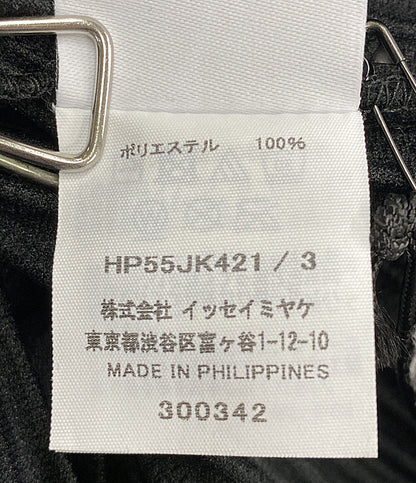 ポリエステル 100%
HP55JK421 / 3
株式会社 イッセイミヤケ
東京都渋谷区富ヶ谷1-12-10
MADE IN PHILIPPINES
300342